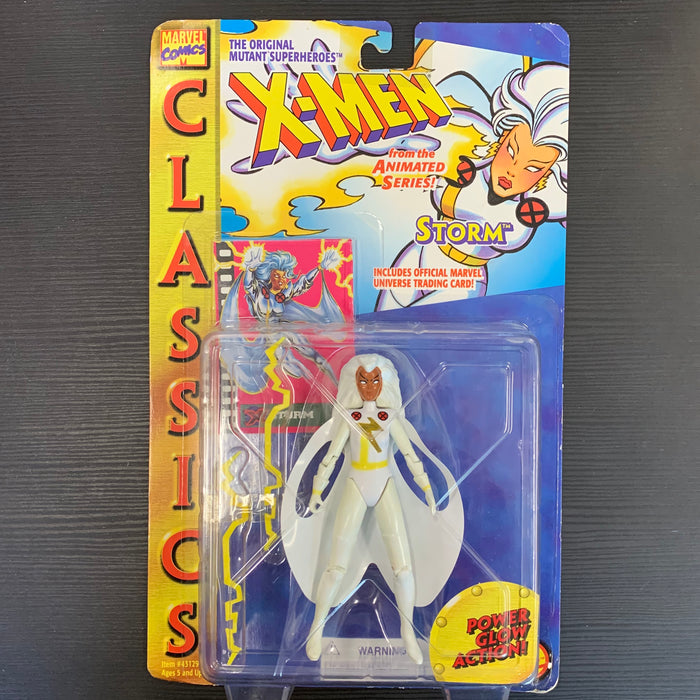 MARVEL
COMICS
CLASSICS
THE ORIGINAL
MUTANT SUPERHEROES™
X-MEN
from the
ANIMATED
SERIES!
STORM™
INCLUDES OFFICIAL MARVEL
UNIVERSE TRADING CARD!
TORM
WARNING
POWER
GLOW
ACTION!
Item #43129
Ages 5 and Up